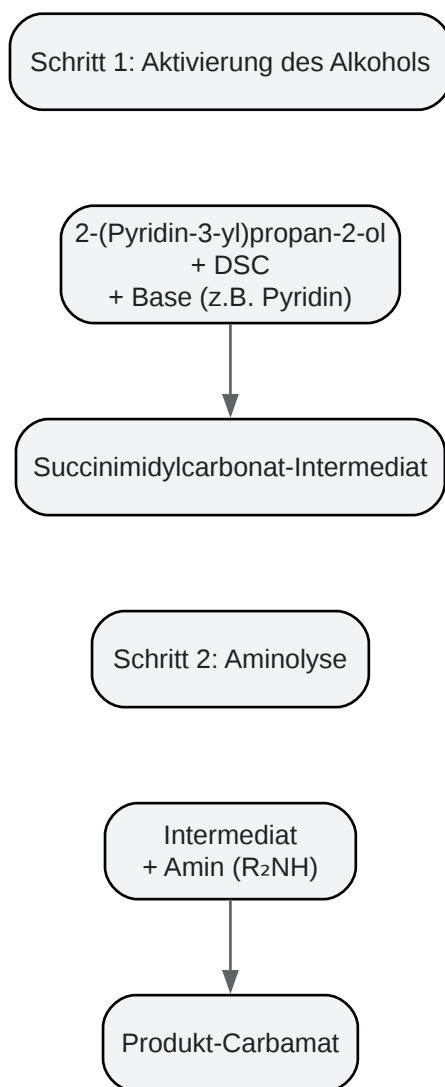 Schritt 1: Aktivierung des Alkohols
2-(Pyridin-3-yl)propan-2-ol
+ DSC
+ Base (z.B. Pyridin)
Succinimidylcarbonat-Intermediat
Schritt 2: Aminolyse
Intermediat
+ Amin (R₂NH)
Produkt-Carbamat